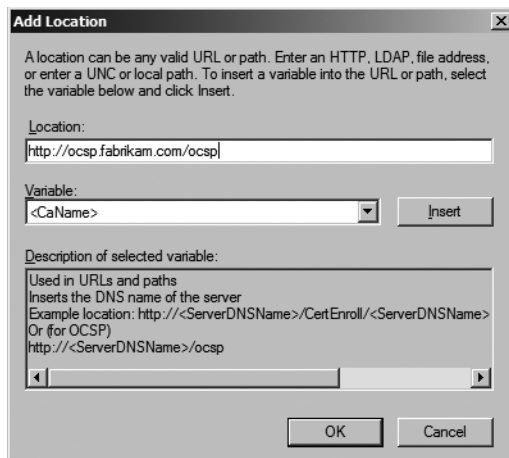 Add Location
A location can be any valid URL or path. Enter an HTTP, LDAP, file address,
or enter a UNC or local path. To insert a variable into the URL or path, select
the variable below and click Insert.
Location:
http://ocsp.fabrikam.com/ocsp
Variable:
<CaName>
Insert
Description of selected variable:
Used in URLs and paths
Inserts the DNS name of the server
Example location: http://<ServerDNSName>/CertEnroll/<ServerDNSName>
Or (for OCSP)
http://<ServerDNSName>/ocsp
OK
Cancel